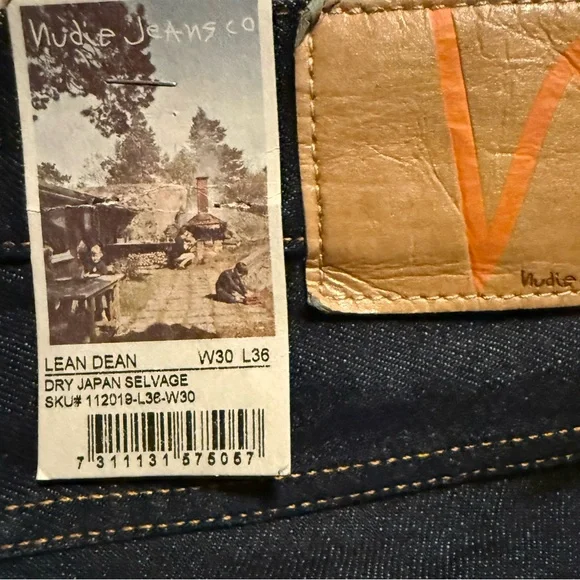 Nudie Jeans co
LEAN DEAN W30 L36
DRY JAPAN SELVAGE
SKU# 112019-L36-W30
7 311131 575057
Nudie